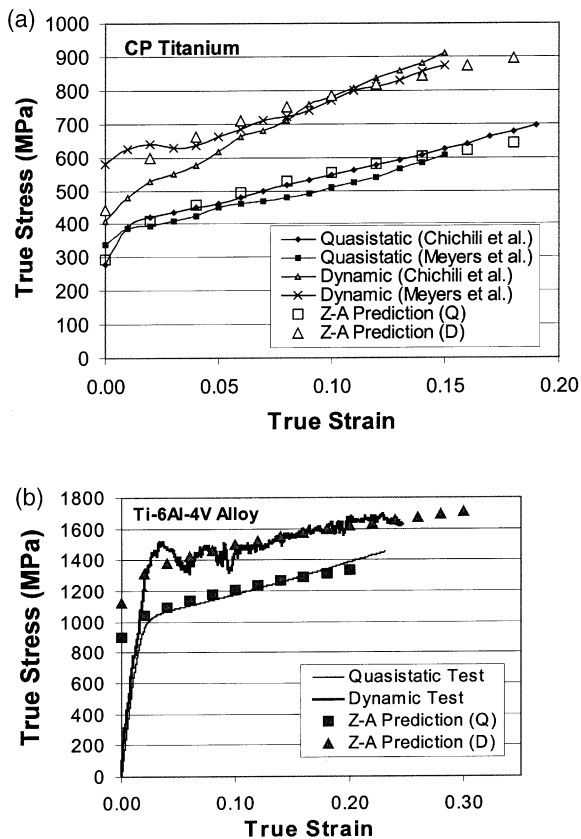 (a)
CP Titanium
True Stress (MPa)
1000
900
800
700
600
500
400
300
200
100
0
Quasistatic (Chichili et al.)
Quasistatic (Meyers et al.)
Dynamic (Chichili et al.)
Dynamic (Meyers et al.)
Z-A Prediction (Q)
Z-A Prediction (D)
0.00 0.05 0.10 0.15 0.20
True Strain
(b)
Ti-6Al-4V Alloy
True Stress (MPa)
1800
1600
1400
1200
1000
800
600
400
200
0
Quasistatic Test
Dynamic Test
Z-A Prediction (Q)
Z-A Prediction (D)
0.00 0.10 0.20 0.30
True Strain